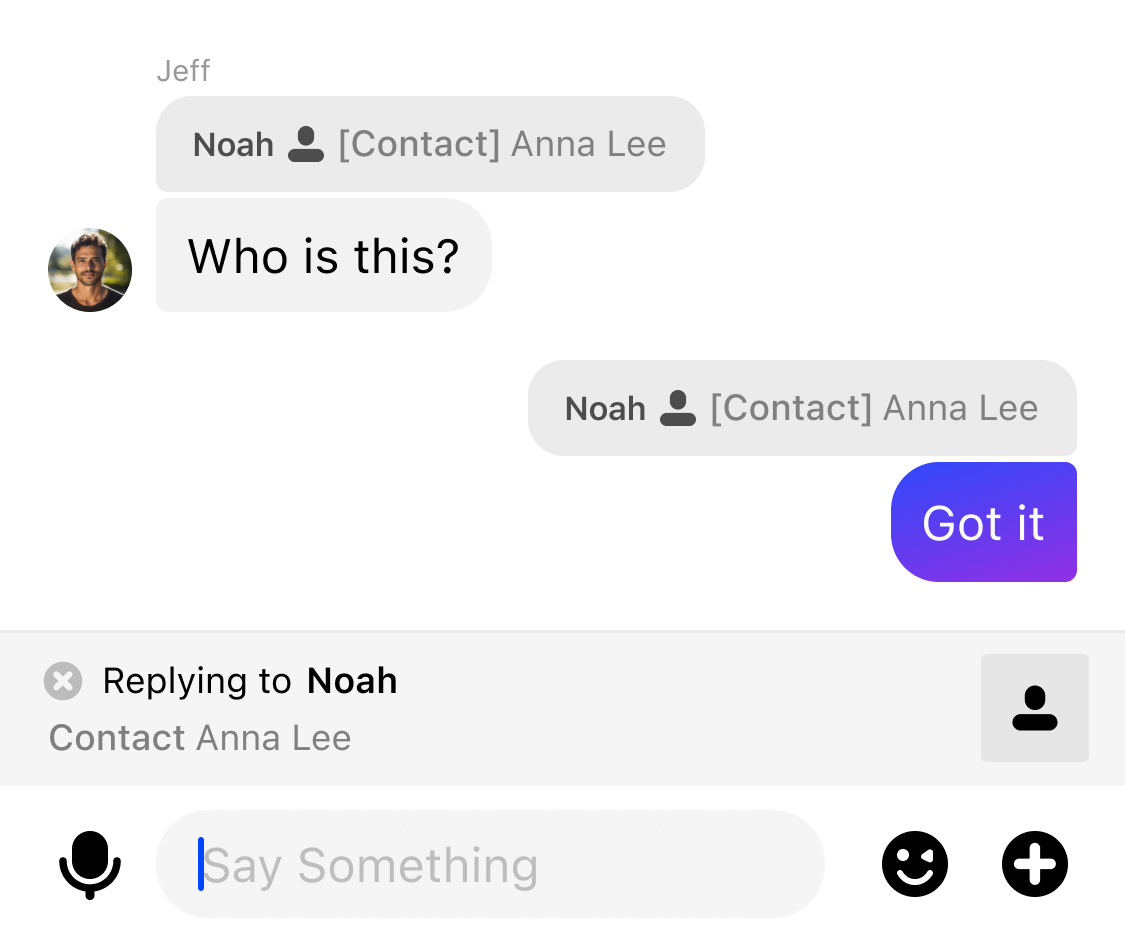 Jeff
Noah [Contact] Anna Lee
Who is this?
Noah [Contact] Anna Lee
Got it
Replying to Noah
Contact Anna Lee
Say Something